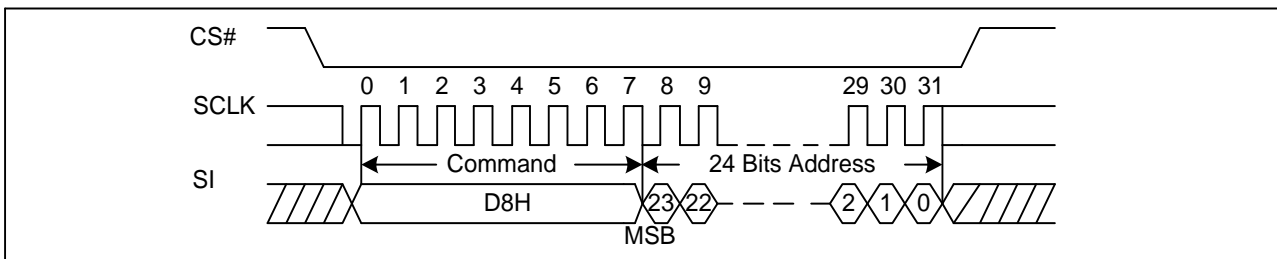 CS#
0 1 2 3 4 5 6 7 8 9 29 30 31
SCLK
Command 24 Bits Address
SI
D8H 23 22 2 1 0
MSB